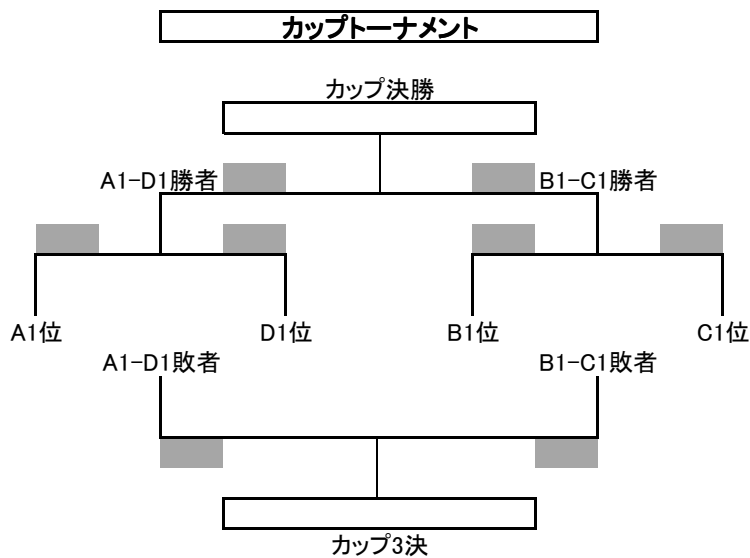 カップトーナメント
カップ決勝
A1-D1勝者
B1-C1勝者
A1位
D1位
B1位
C1位
A1-D1敗者
B1-C1敗者
カップ3決